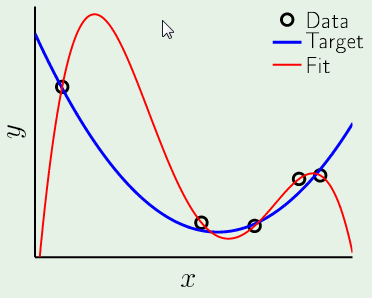 Data
Target
Fit
y
x